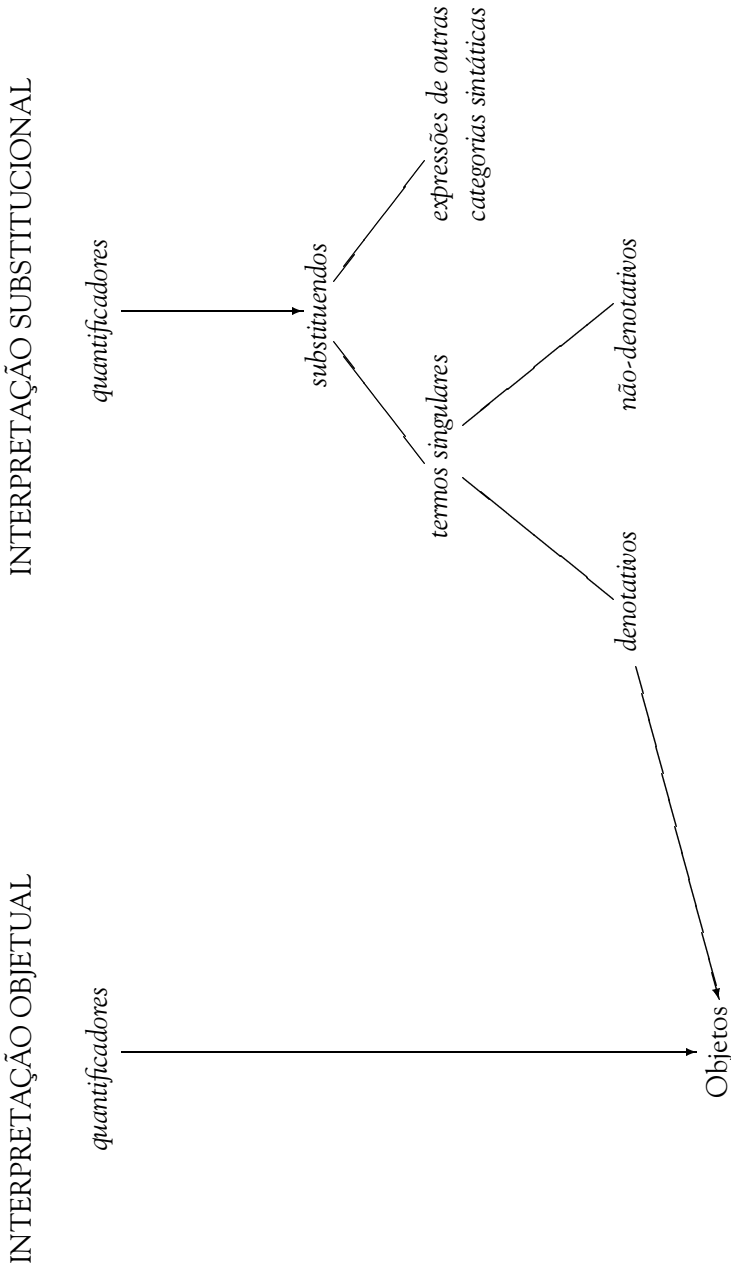 INTERPRETAÇÃO OBJETUAL
INTERPRETAÇÃO SUBSTITUCIONAL
quantificadores
quantificadores
substituendos
termos singulares
expressões de outras
categorias sintáticas
denotativos
não-denotativos
Objetos